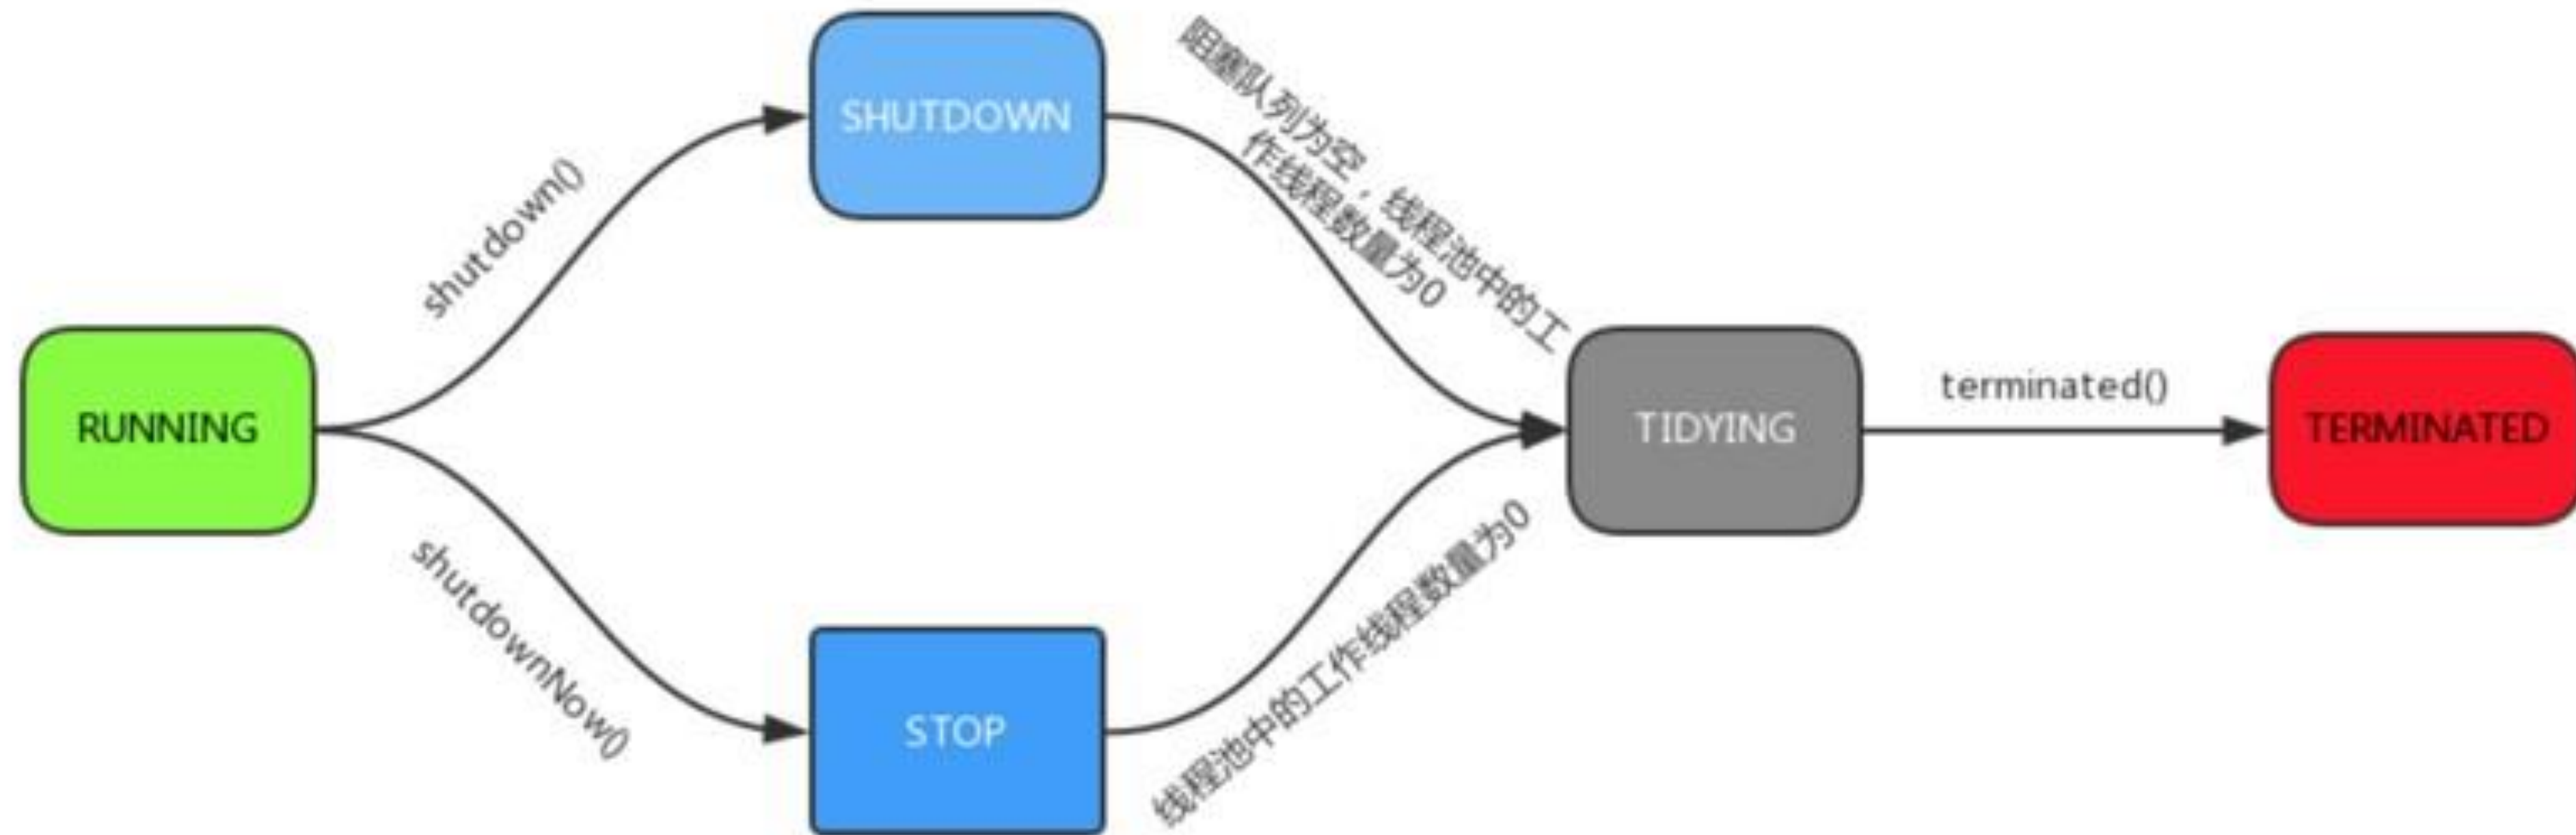 RUNNING
shutdown()
shutdownNow()
SHUTDOWN
STOP
阻塞队列为空，线程池中的工
作线程数量为0
线程池中的工作线程数量为0
TIDYING
terminated()
TERMINATED